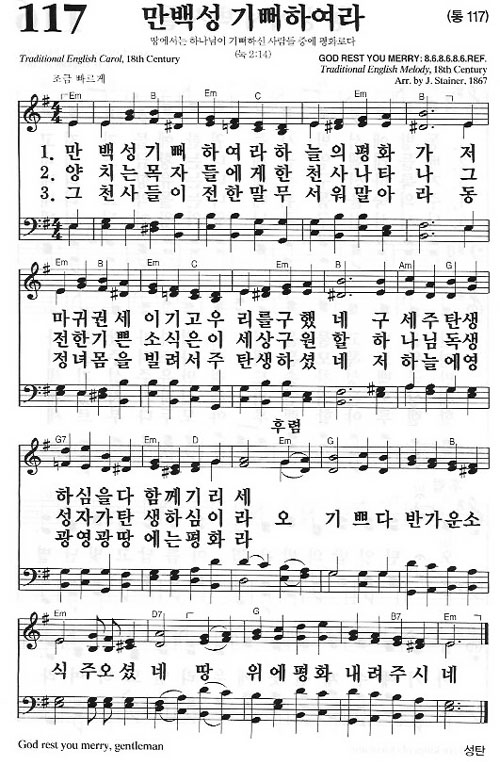 117 만백성 기뻐하여라 (통 117)
땅에서는 하나님이 기뻐하신 사람들 중에 평화로다
(눅 2:14)
Traditional English Carol, 18th Century
GOD REST YOU MERRY: 8.6.8.6.8.6.REF.
Traditional English Melody, 18th Century
Arr. by J. Stainer, 1867
조금 빠르게
Em B Em C Em B
1. 만 백성기뻐 하여라하늘의평화 가 저
2. 양 치는목자 들에게한천사나타 나 그
3. 그 천사들이 전한말무서워말아 라 동
Em B Em C Em B Am G
마귀권세이기고우 리를구했 네 구 세주탄생
전한기쁜소식은이 세상구원할 하 나님독생
정녀몸을빌려서주 탄생하셨 네 저 하늘에영
후렴
G7 Em D Em G B
하심을다 함께기리 세
성자가탄 생하심이라 오 기쁘다 반가운소
광영광땅 에는평화 라
Em D7 G B7 Em
식 주오셨 네 땅 위에평화 내려주시네
God rest you merry, gentleman
성탄